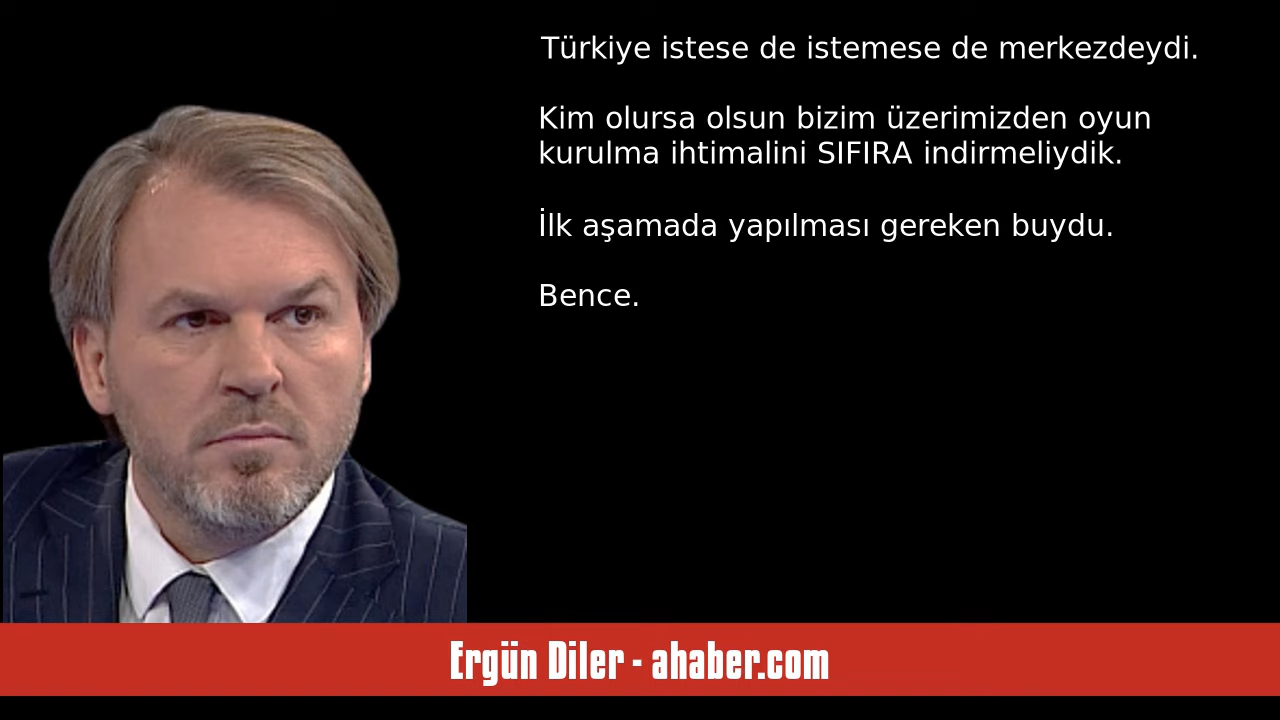 Türkiye istese de istemese de merkezdeydi.
Kim olursa olsun bizim üzerimizden oyun
kurulma ihtimalini SIFIRA indirmeliydik.
İlk aşamada yapılması gereken buydu.
Bence.
Ergün Diler - ahaber.com